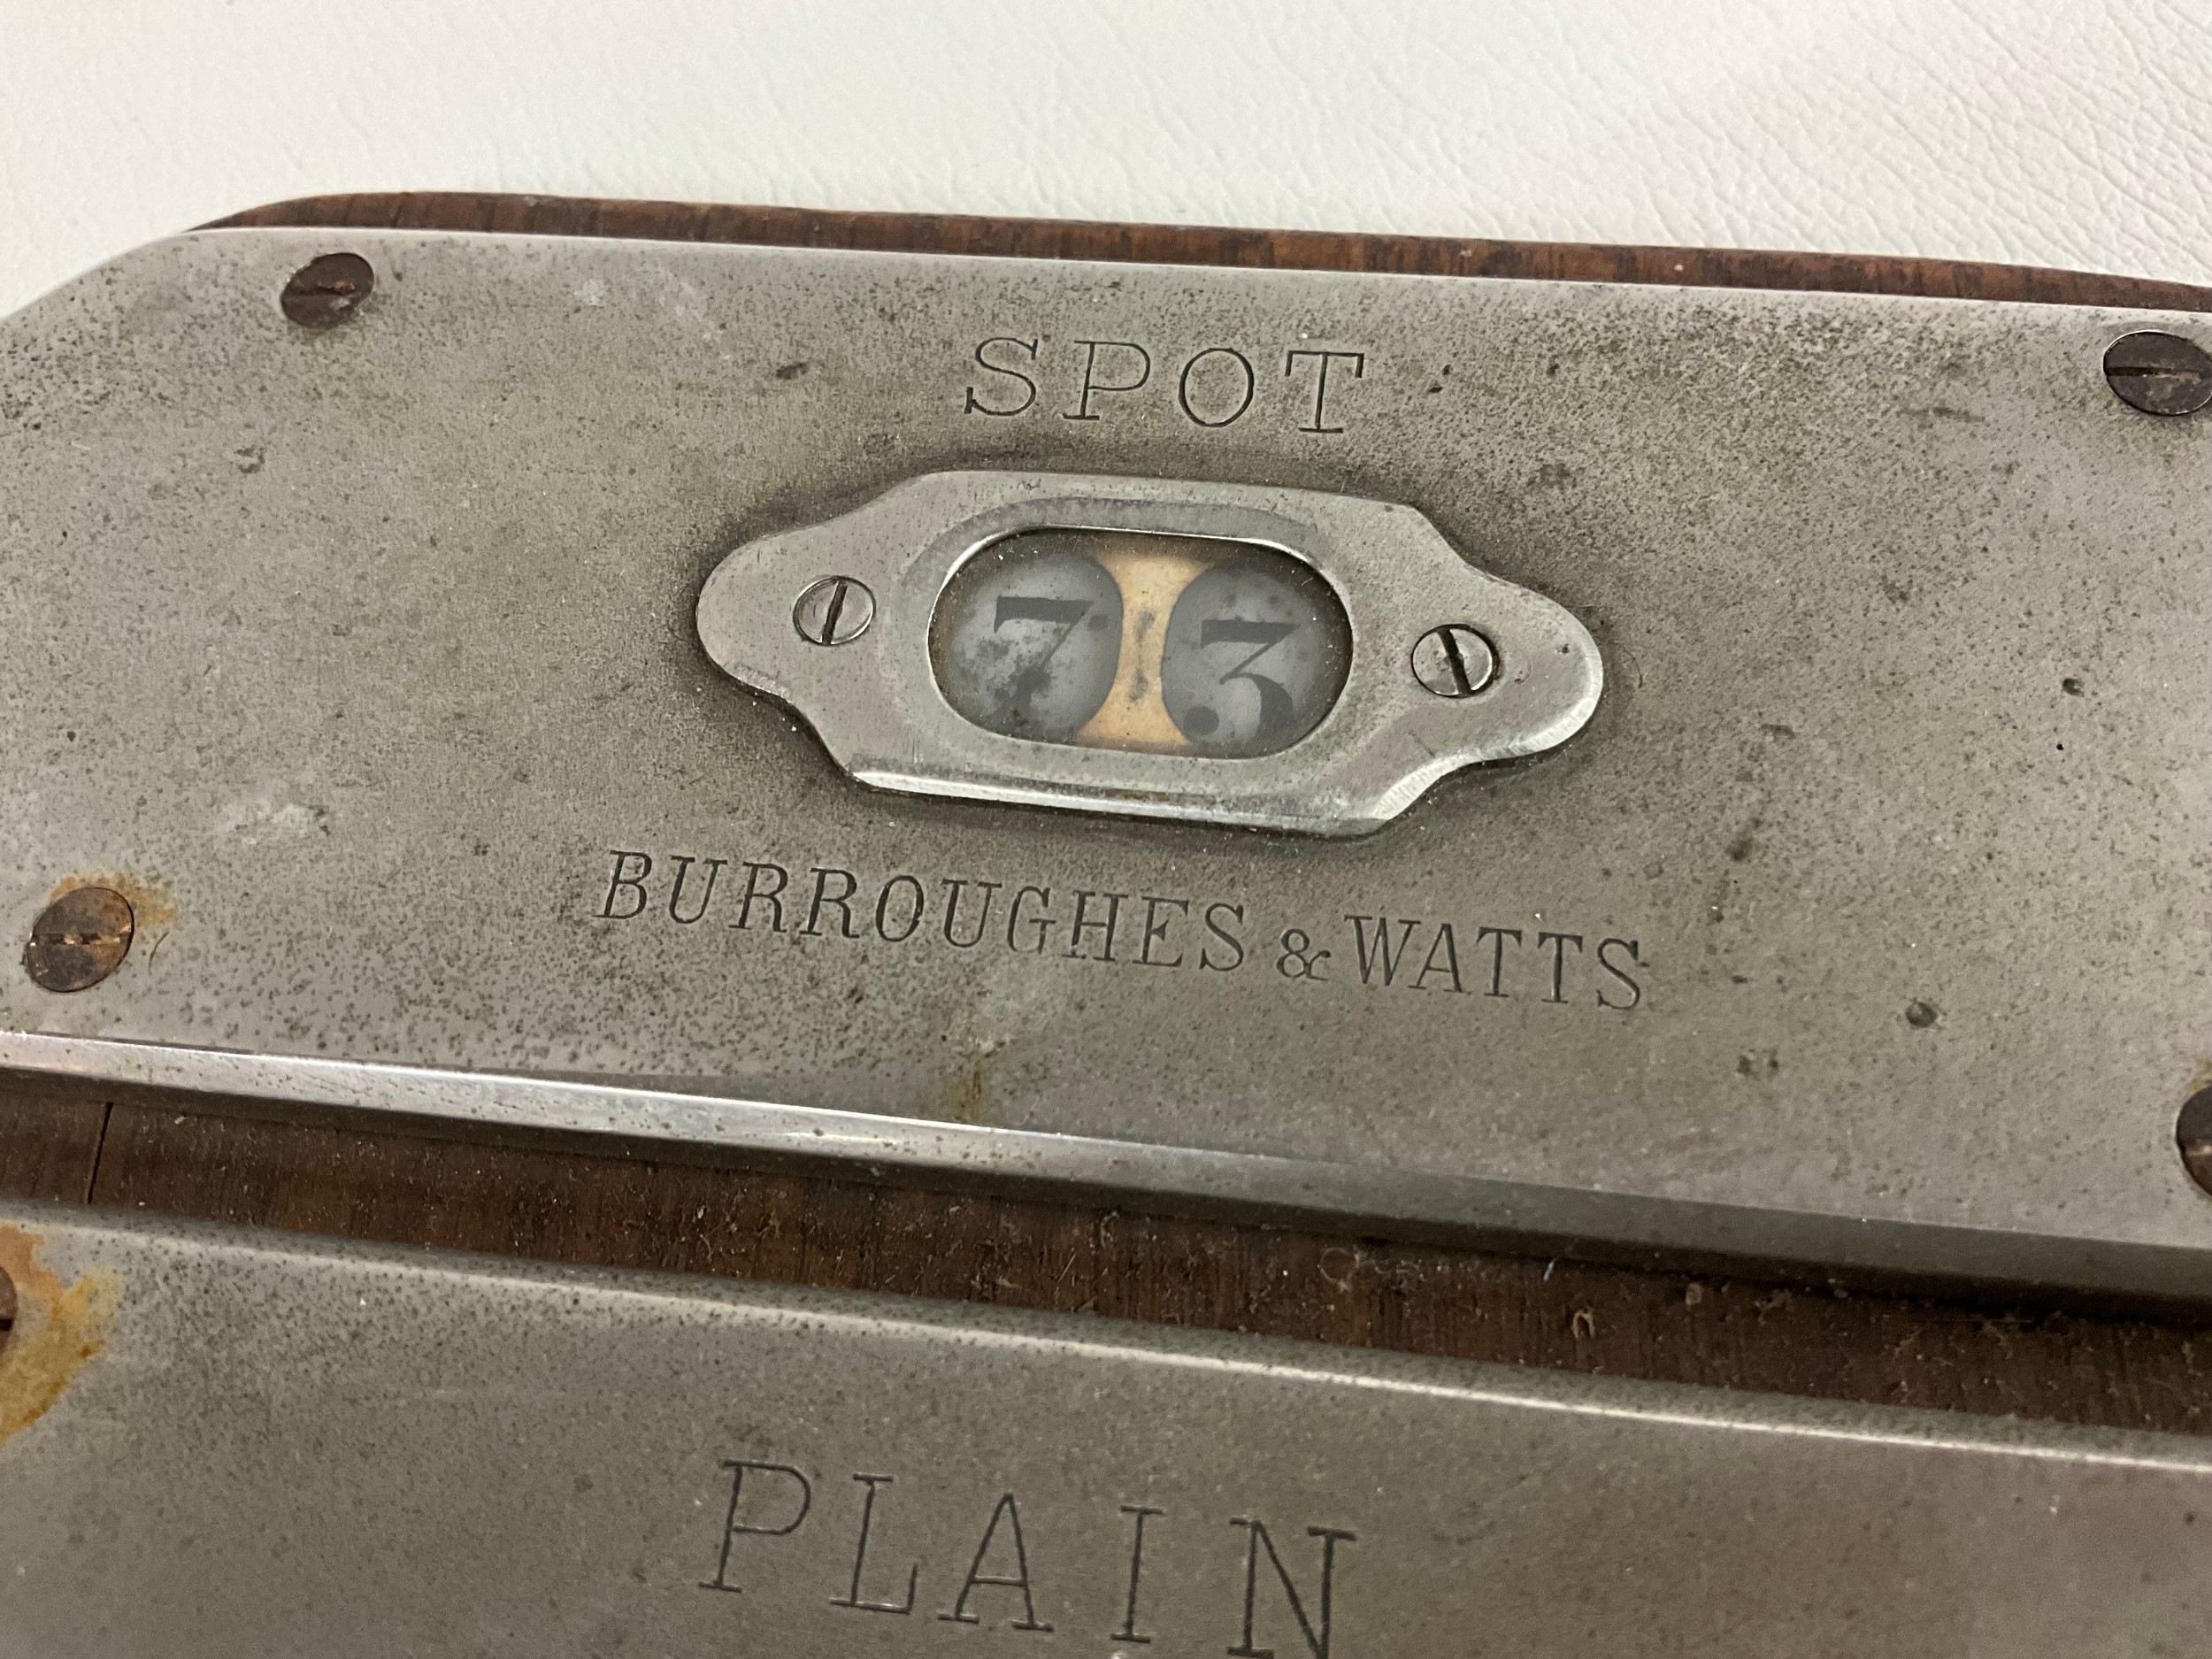 SPOT
73
BURROUGHES & WATTS
PLAIN